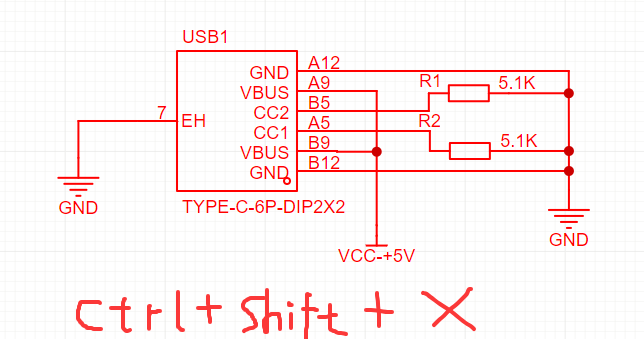 USB1
GND A12
VBUS A9
CC2 B5
CC1 A5
VBUS B9
GND B12
7 EH
R1 5.1K
R2 5.1K
GND
TYPE-C-6P-DIP2X2
GND
VCC-+5V
Ctrl+ Shift + X